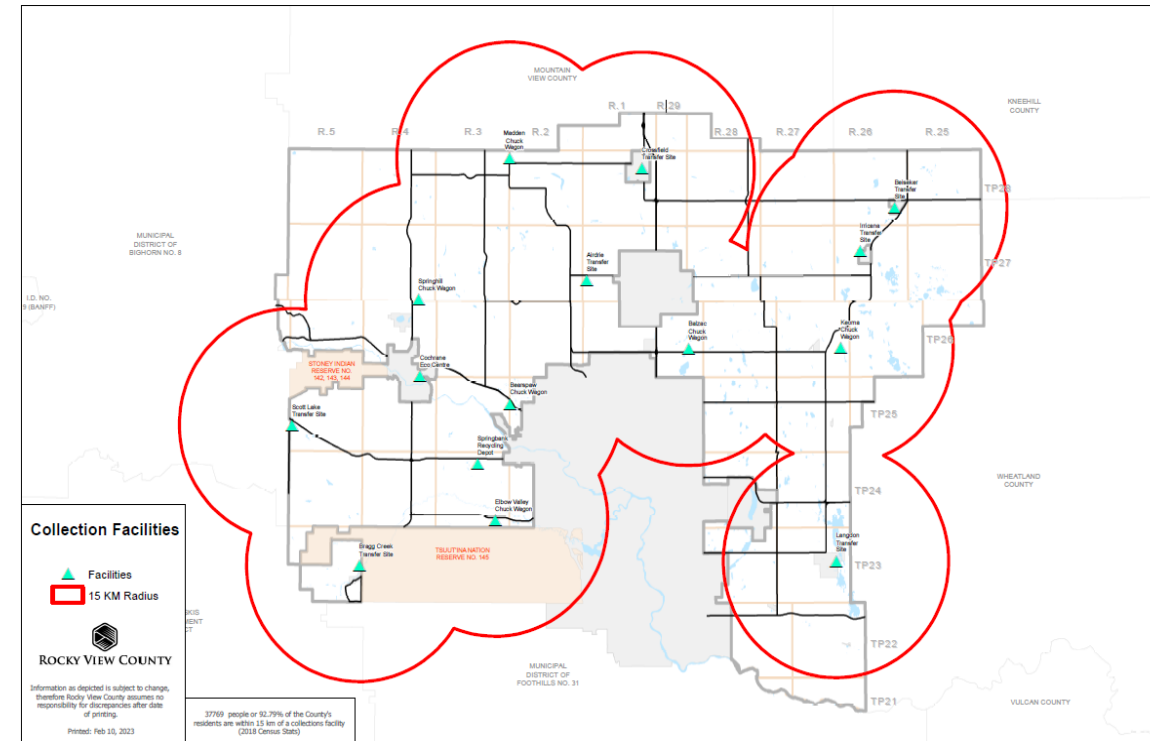 MOUNTAIN
VIEW COUNTY
KNEEHILL
COUNTY
R.5
R.4
R.3
R.2
R.1
R.29
R.28
R.27
R.26
R.25
Madden
Chuck
Wagon
Crossfield
Transfer Site
Beiseker
Transfer
Site
TP28
Irricana
Transfer
Site
MUNICIPAL
DISTRICT OF
BIGHORN NO. 8
Airdrie
Transfer
Site
TP27
I.D. NO.
9 (BANFF)
Springhill
Chuck Wagon
Balzac
Chuck
Wagon
Keoma
Chuck
Wagon
TP26
Cochrane
Eco Centre
STONEY INDIAN
RESERVE NO.
142, 143, 144
Bearspaw
Chuck Wagon
Scott Lake
Transfer Site
TP25
Springbank
Recycling
Depot
WHEATLAND
COUNTY
TP24
Elbow Valley
Chuck Wagon
Langdon
Transfer
Site
Bragg Creek
Transfer Site
TSUUT'INA NATION
RESERVE NO. 145
TP23
TP22
MUNICIPAL
DISTRICT OF
FOOTHILLS NO. 31
TP21
VULCAN COUNTY
SKIS
MENT
CT
Collection Facilities
Facilities
15 KM Radius
ROCKY VIEW COUNTY
Information as depicted is subject to change,
therefore Rocky View County assumes no
responsibility for discrepancies after date
of printing.
Printed: Feb 10, 2023
37769 people or 92.79% of the County's
residents are within 15 km of a collections facility
(2018 Census Stats)